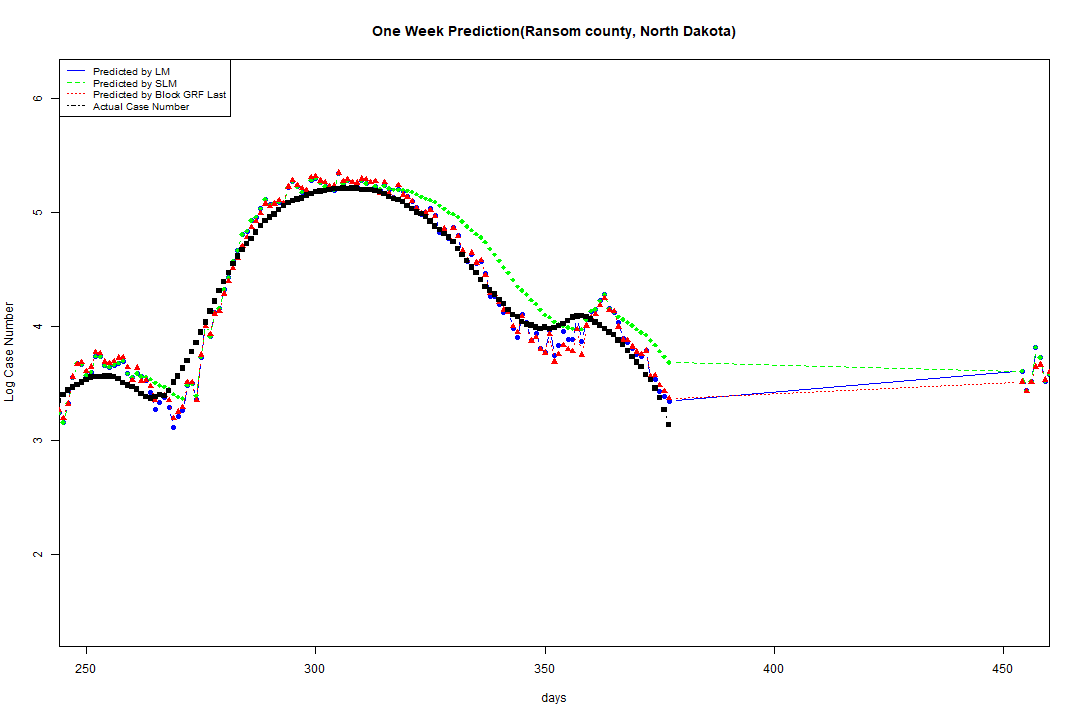 One Week Prediction(Ransom county, North Dakota)
Predicted by LM
Predicted by SLM
Predicted by Block GRF Last
Actual Case Number
6
5
4
3
2
Log Case Number
250 300 350 400 450
days